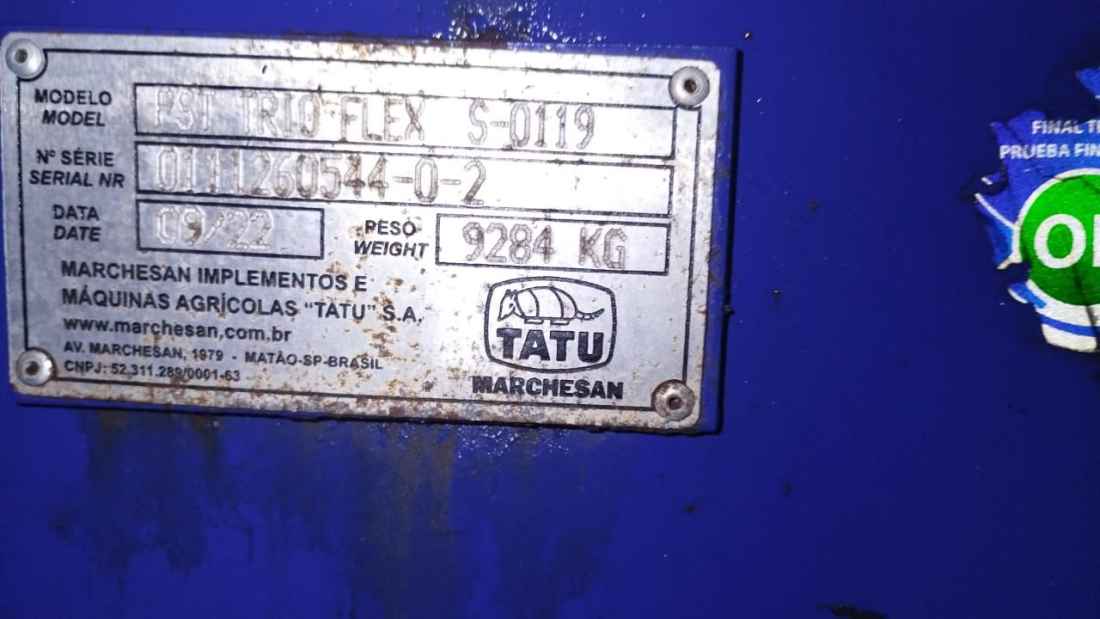 MODELO
MODEL
PST TRIO FLEX S-0119
Nº SÉRIE
SERIAL NR
0111260544-0-2
DATA
DATE
09/22
PESO
WEIGHT
9284 KG
MARCHESAN IMPLEMENTOS E
MÁQUINAS AGRÍCOLAS "TATU" S.A.
www.marchesan.com.br
AV. MARCHESAN, 1979 - MATÃO-SP-BRASIL
CNPJ: 52.311.289/0001-63
TATU
MARCHESAN
FINAL
PRUEBA